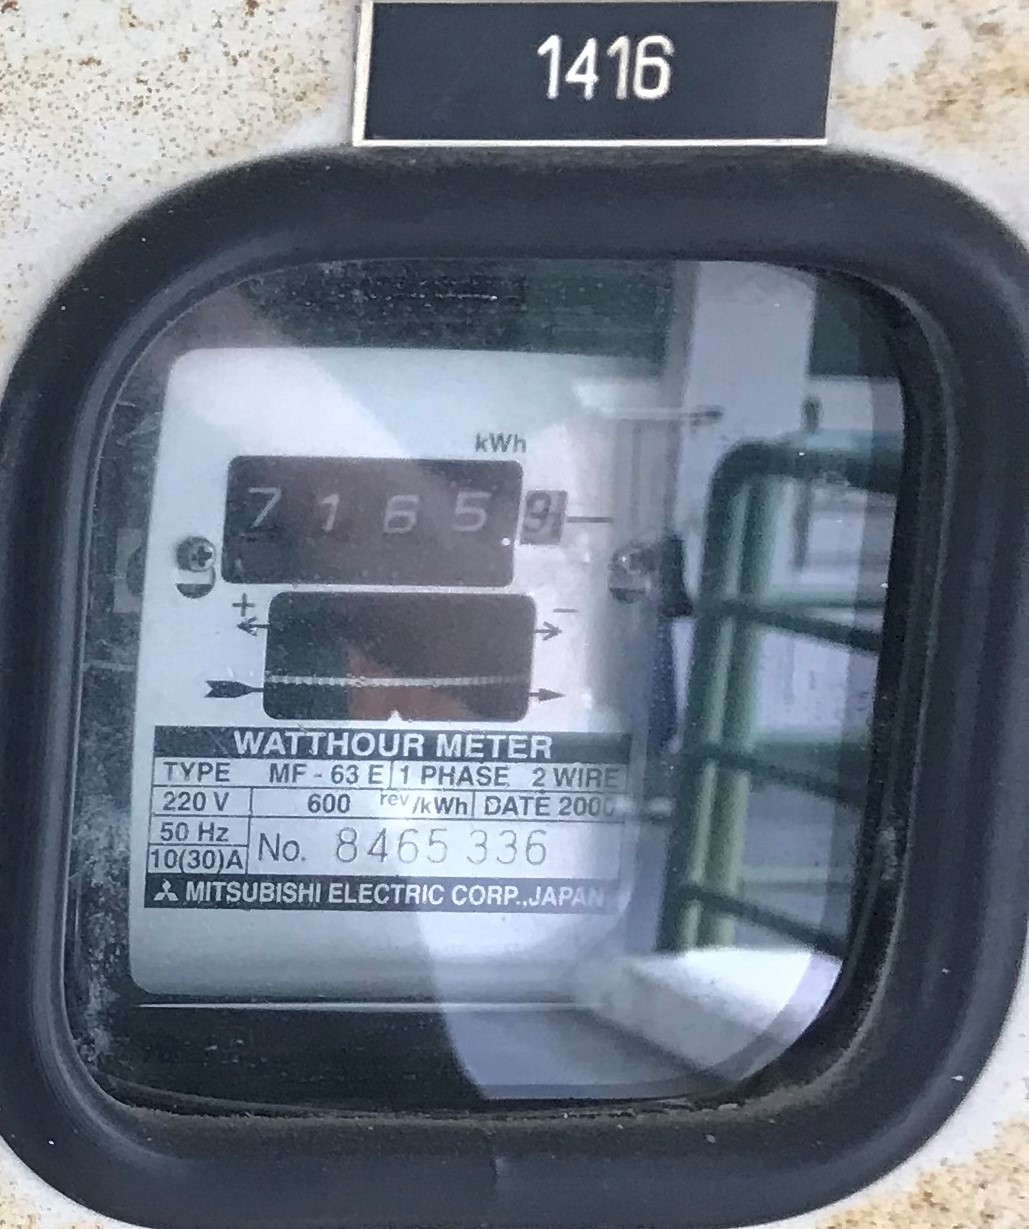 1416
kWh
7 1 6 5 9
+ −
WATTHOUR METER
TYPE MF - 63 E 1 PHASE 2 WIRE
220 V 600 rev/kWh DATE 2000
50 Hz
10(30)A No. 8465 336
MITSUBISHI ELECTRIC CORP.,JAPAN